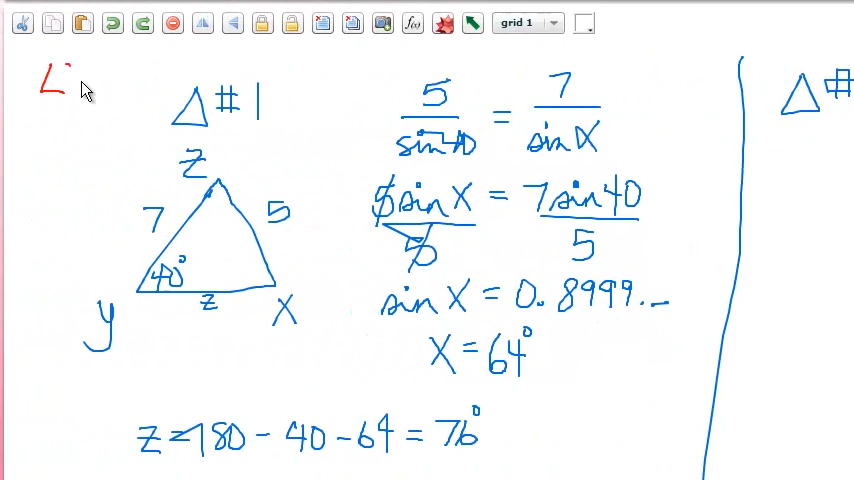 grid 1
L
Δ#1
Δ#
Z
7
5
40°
z
y
X
5 / sin 40 = 7 / sin X
5 sin X / 5 = 7 sin 40 / 5
sin X = 0.8999...
X = 64°
z = 180 - 40 - 64 = 76°